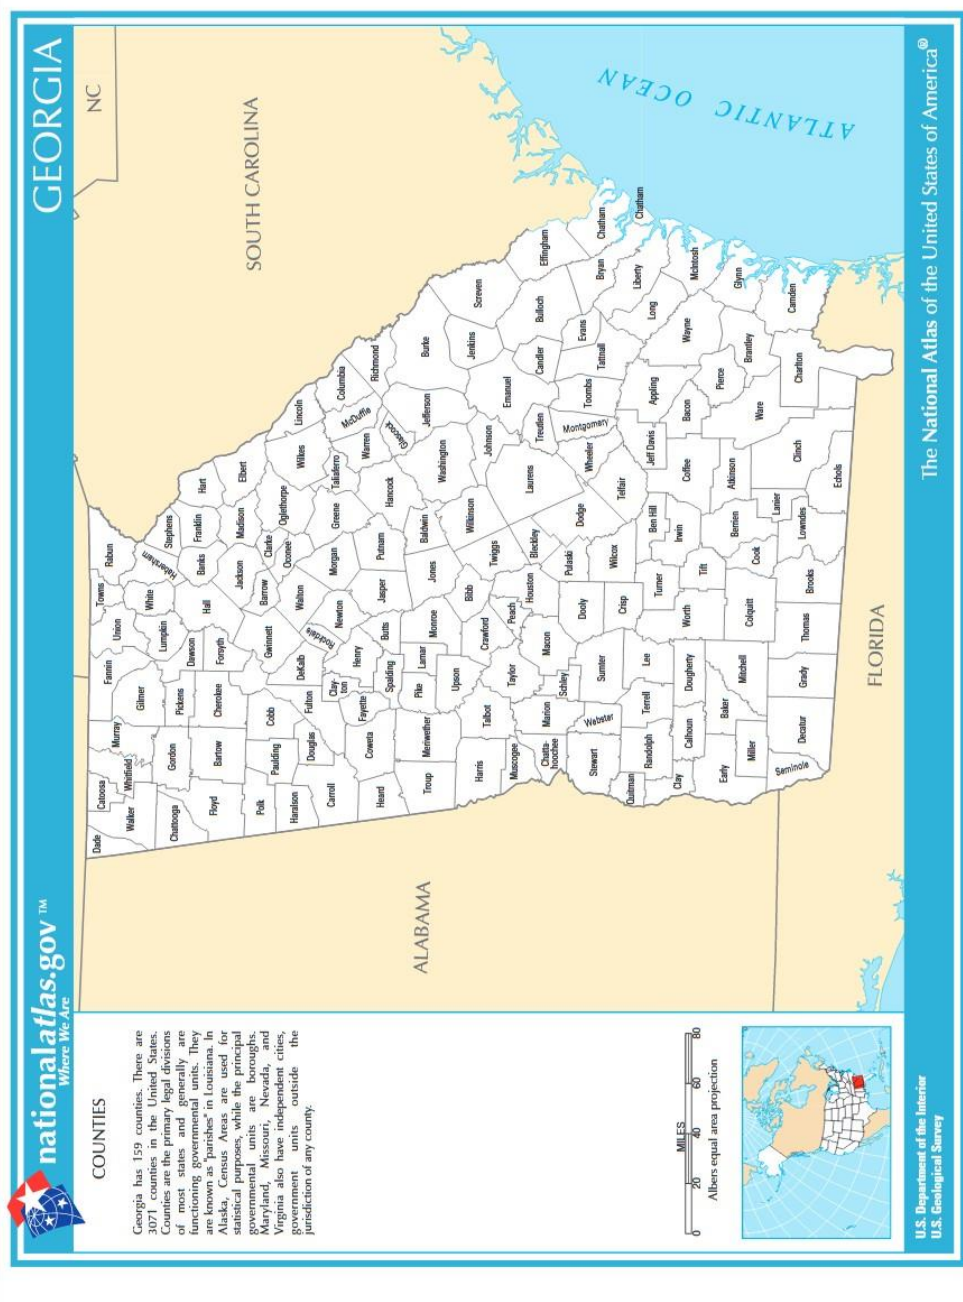 nationalatlas.gov ™
Where We Are
GEORGIA
COUNTIES
Georgia has 159 counties. There are
3071 counties in the United States.
Counties are the primary legal divisions
of most states and generally are
functioning governmental units. They
are known as "parishes" in Louisiana. In
Alaska, Census Areas are used for
statistical purposes, while the principal
governmental units are boroughs.
Maryland, Missouri, Nevada, and
Virginia also have independent cities,
government units outside the
jurisdiction of any county.
MILES
0 20 40 60 80
Albers equal area projection
NC
SOUTH CAROLINA
ALABAMA
FLORIDA
ATLANTIC OCEAN
Dade
Catoosa
Walker
Whitfield
Murray
Fannin
Union
Towns
Rabun
Gilmer
Lumpkin
White
Habersham
Stephens
Chattooga
Gordon
Pickens
Dawson
Banks
Franklin
Hart
Floyd
Bartow
Cherokee
Forsyth
Hall
Jackson
Madison
Elbert
Polk
Paulding
Cobb
Gwinnett
Barrow
Clarke
Oconee
Oglethorpe
Wilkes
Lincoln
Haralson
Douglas
Fulton
DeKalb
Rockdale
Walton
Carroll
Clay-
ton
Henry
Newton
Morgan
Greene
Taliaferro
Warren
McDuffie
Columbia
Richmond
Heard
Coweta
Fayette
Spalding
Butts
Jasper
Putnam
Hancock
Glascock
Jefferson
Burke
Troup
Meriwether
Pike
Lamar
Monroe
Jones
Baldwin
Washington
Harris
Talbot
Upson
Crawford
Bibb
Twiggs
Wilkinson
Johnson
Emanuel
Jenkins
Screven
Muscogee
Chatta-
hoochee
Marion
Taylor
Schley
Macon
Peach
Houston
Bleckley
Laurens
Treutlen
Candler
Bulloch
Effingham
Stewart
Webster
Sumter
Dooly
Pulaski
Dodge
Wheeler
Montgomery
Toombs
Tattnall
Evans
Bryan
Chatham
Chatham
Quitman
Randolph
Terrell
Lee
Crisp
Wilcox
Telfair
Jeff Davis
Appling
Long
Liberty
McIntosh
Clay
Calhoun
Dougherty
Worth
Turner
Ben Hill
Irwin
Tift
Coffee
Bacon
Pierce
Wayne
Glynn
Early
Miller
Baker
Mitchell
Colquitt
Cook
Berrien
Atkinson
Lanier
Ware
Brantley
Camden
Seminole
Decatur
Grady
Thomas
Brooks
Lowndes
Echols
Clinch
Charlton
U.S. Department of the Interior
U.S. Geological Survey
The National Atlas of the United States of America®